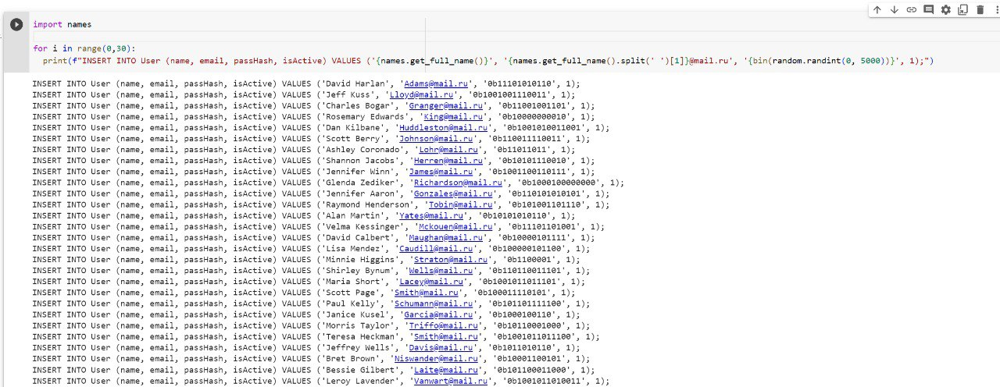 import names
for i in range(0,30):
print(f"INSERT INTO User (name, email, passHash, isActive) VALUES ('{names.get_full_name()}', '{names.get_full_name().split(' ')[1]}@mail.ru', '{bin(random.randint(0, 5000))}', 1);")
INSERT INTO User (name, email, passHash, isActive) VALUES ('David Harlan', 'Adams@mail.ru', '0b11101010110', 1);
INSERT INTO User (name, email, passHash, isActive) VALUES ('Jeff Kuss', 'Lloyd@mail.ru', '0b1001001110011', 1);
INSERT INTO User (name, email, passHash, isActive) VALUES ('Charles Bogar', 'Granger@mail.ru', '0b11001001101', 1);
INSERT INTO User (name, email, passHash, isActive) VALUES ('Rosemary Edwards', 'King@mail.ru', '0b10000000010', 1);
INSERT INTO User (name, email, passHash, isActive) VALUES ('Dan Kilbane', 'Huddleston@mail.ru', '0b1001010011001', 1);
INSERT INTO User (name, email, passHash, isActive) VALUES ('Scott Berry', 'Johnson@mail.ru', '0b110011110011', 1);
INSERT INTO User (name, email, passHash, isActive) VALUES ('Ashley Coronado', 'Lohr@mail.ru', '0b11011011', 1);
INSERT INTO User (name, email, passHash, isActive) VALUES ('Shannon Jacobs', 'Herren@mail.ru', '0b10101110010', 1);
INSERT INTO User (name, email, passHash, isActive) VALUES ('Jennifer Winn', 'James@mail.ru', '0b1001100110111', 1);
INSERT INTO User (name, email, passHash, isActive) VALUES ('Glenda Zediker', 'Richardson@mail.ru', '0b1000100000000', 1);
INSERT INTO User (name, email, passHash, isActive) VALUES ('Jennifer Aaron', 'Gonzales@mail.ru', '0b110101010101', 1);
INSERT INTO User (name, email, passHash, isActive) VALUES ('Raymond Henderson', 'Tobin@mail.ru', '0b101001101110', 1);
INSERT INTO User (name, email, passHash, isActive) VALUES ('Alan Martin', 'Yates@mail.ru', '0b10101010110', 1);
INSERT INTO User (name, email, passHash, isActive) VALUES ('Velma Kessinger', 'Mckouen@mail.ru', '0b11101101001', 1);
INSERT INTO User (name, email, passHash, isActive) VALUES ('David Calbert', 'Maughan@mail.ru', '0b10000101111', 1);
INSERT INTO User (name, email, passHash, isActive) VALUES ('Lisa Mendez', 'Caudill@mail.ru', '0b100000101100', 1);
INSERT INTO User (name, email, passHash, isActive) VALUES ('Minnie Higgins', 'Straton@mail.ru', '0b1100001', 1);
INSERT INTO User (name, email, passHash, isActive) VALUES ('Shirley Bynum', 'Wells@mail.ru', '0b110110011101', 1);
INSERT INTO User (name, email, passHash, isActive) VALUES ('Maria Short', 'Lacey@mail.ru', '0b1001011011101', 1);
INSERT INTO User (name, email, passHash, isActive) VALUES ('Scott Page', 'Smith@mail.ru', '0b100011110101', 1);
INSERT INTO User (name, email, passHash, isActive) VALUES ('Paul Kelly', 'Schumann@mail.ru', '0b101101111100', 1);
INSERT INTO User (name, email, passHash, isActive) VALUES ('Janice Kusel', 'Garcia@mail.ru', '0b1000100110', 1);
INSERT INTO User (name, email, passHash, isActive) VALUES ('Morris Taylor', 'Triffo@mail.ru', '0b10110001000', 1);
INSERT INTO User (name, email, passHash, isActive) VALUES ('Teresa Heckman', 'Smith@mail.ru', '0b1001011011100', 1);
INSERT INTO User (name, email, passHash, isActive) VALUES ('Jeffrey Wells', 'Davis@mail.ru', '0b1011010110', 1);
INSERT INTO User (name, email, passHash, isActive) VALUES ('Bret Brown', 'Niswander@mail.ru', '0b10001100101', 1);
INSERT INTO User (name, email, passHash, isActive) VALUES ('Bessie Gilbert', 'Laite@mail.ru', '0b101100011000', 1);
INSERT INTO User (name, email, passHash, isActive) VALUES ('Leroy Lavender', 'Vanwart@mail.ru', '0b1001011010011', 1);